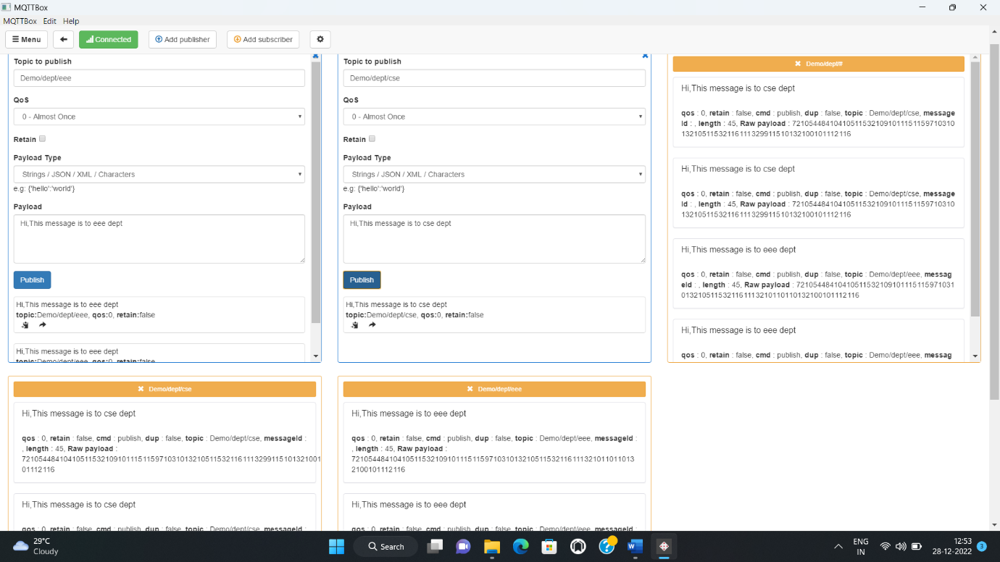 MQTTBox
MQTTBox Edit Help
Menu
Connected
Add publisher
Add subscriber
Topic to publish
Demo/dept/eee
QoS
0 - Almost Once
Retain
Payload Type
Strings / JSON / XML / Characters
e.g: {'hello':'world'}
Payload
Hi,This message is to eee dept
Publish
Hi,This message is to eee dept
topic:Demo/dept/eee, qos:0, retain:false
Hi,This message is to eee dept
topic:Demo/dept/eee, qos:0, retain:false
Topic to publish
Demo/dept/cse
QoS
0 - Almost Once
Retain
Payload Type
Strings / JSON / XML / Characters
e.g: {'hello':'world'}
Payload
Hi,This message is to cse dept
Publish
Hi,This message is to cse dept
topic:Demo/dept/cse, qos:0, retain:false
Demo/dept/#
Hi,This message is to cse dept
qos : 0, retain : false, cmd : publish, dup : false, topic : Demo/dept/cse, message
Id : , length : 45, Raw payload : 7210544841041051153210910111511597103 10
1321051153211611132991151013210010111 2116
Hi,This message is to cse dept
qos : 0, retain : false, cmd : publish, dup : false, topic : Demo/dept/cse, message
Id : , length : 45, Raw payload : 721054484104105115321091011151159710310
13210511532116111329911510132100101112116
Hi,This message is to eee dept
qos : 0, retain : false, cmd : publish, dup : false, topic : Demo/dept/eee, messag
eId : , length : 45, Raw payload : 72105448410410511532109101115115971031
013210511532116111321011011013210010111 2116
Hi,This message is to eee dept
qos : 0, retain : false, cmd : publish, dup : false, topic : Demo/dept/eee, messag
Demo/dept/cse
Hi,This message is to cse dept
qos : 0, retain : false, cmd : publish, dup : false, topic : Demo/dept/cse, messageId :
, length : 45, Raw payload :
72105448410410511532109101115115971031013210511532116111329911510132100 1
01112116
Hi,This message is to cse dept
qos : 0, retain : false, cmd : publish, dup : false, topic : Demo/dept/cse, messageId :
Demo/dept/eee
Hi,This message is to eee dept
qos : 0, retain : false, cmd : publish, dup : false, topic : Demo/dept/eee, messageId :
, length : 45, Raw payload :
72105448410410511532109101115115971031013210511532116111321011011013
2100101112116
Hi,This message is to eee dept
qos : 0, retain : false, cmd : publish, dup : false, topic : Demo/dept/eee, messageId :
29°C
Cloudy
Search
ENG
IN
12:53
28-12-2022
3